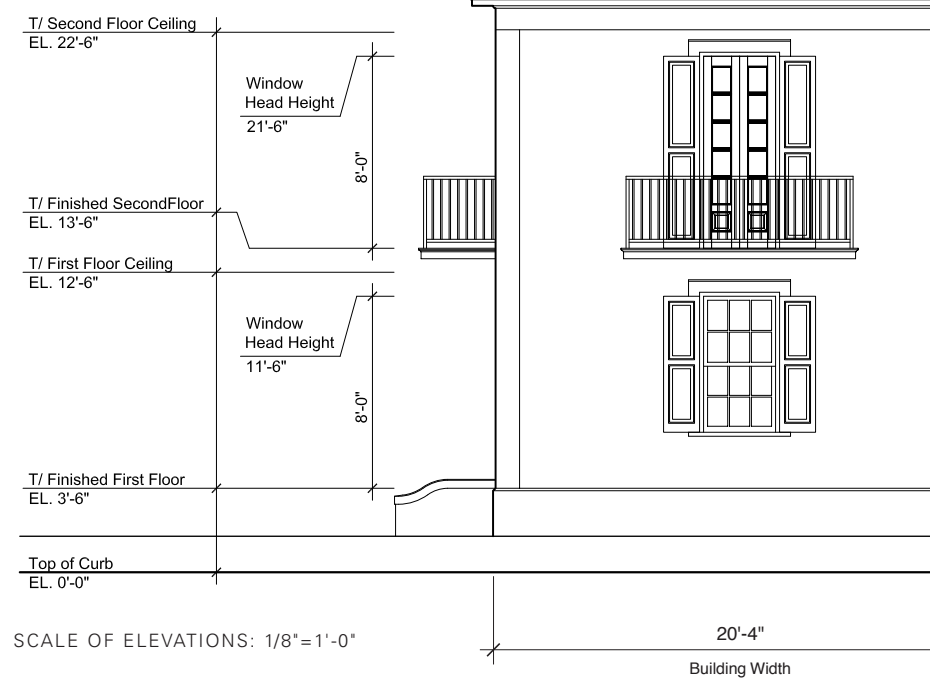 T/ Second Floor Ceiling
EL. 22'-6"
Window
Head Height
21'-6"
8'-0"
T/ Finished SecondFloor
EL. 13'-6"
T/ First Floor Ceiling
EL. 12'-6"
Window
Head Height
11'-6"
8'-0"
T/ Finished First Floor
EL. 3'-6"
Top of Curb
EL. 0'-0"
SCALE OF ELEVATIONS: 1/8"=1'-0"
20'-4"
Building Width